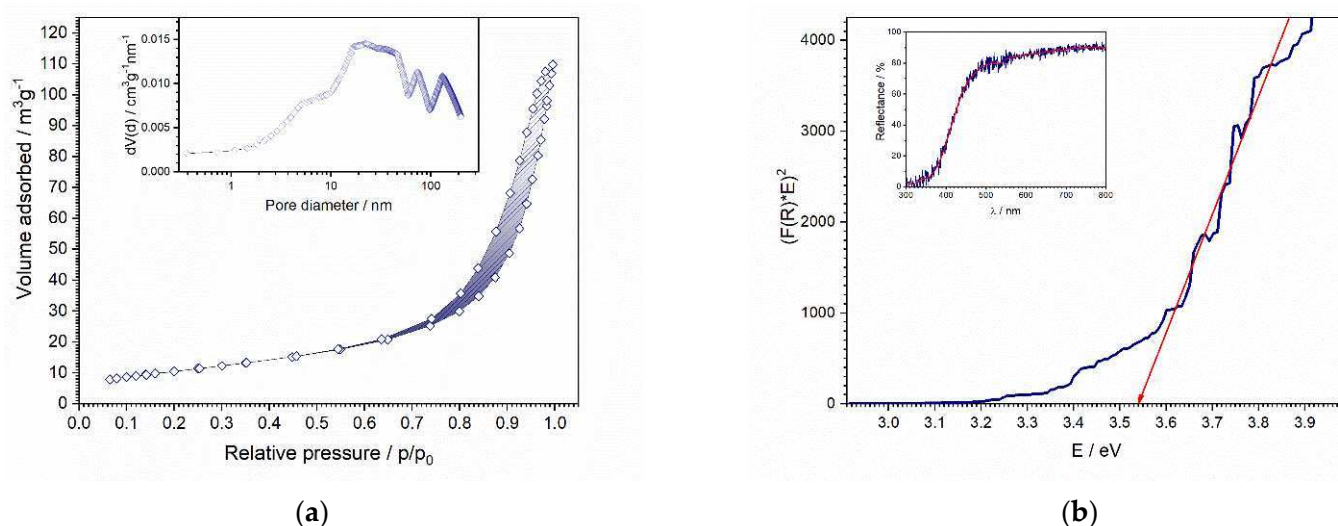 120
110
100
90
80
70
60
50
40
30
20
10
0
Volume adsorbed / m³g⁻¹
0.0 0.1 0.2 0.3 0.4 0.5 0.6 0.7 0.8 0.9 1.0
Relative pressure / p/p₀
0.015
0.010
0.005
0.000
dV(d) / cm³g⁻¹nm⁻¹
1 10 100
Pore diameter / nm
(a)
4000
3000
2000
1000
0
(F(R)*E)²
3.0 3.1 3.2 3.3 3.4 3.5 3.6 3.7 3.8 3.9
E / eV
100
80
60
40
20
0
Reflectance / %
300 400 500 600 700 800
λ / nm
(b)